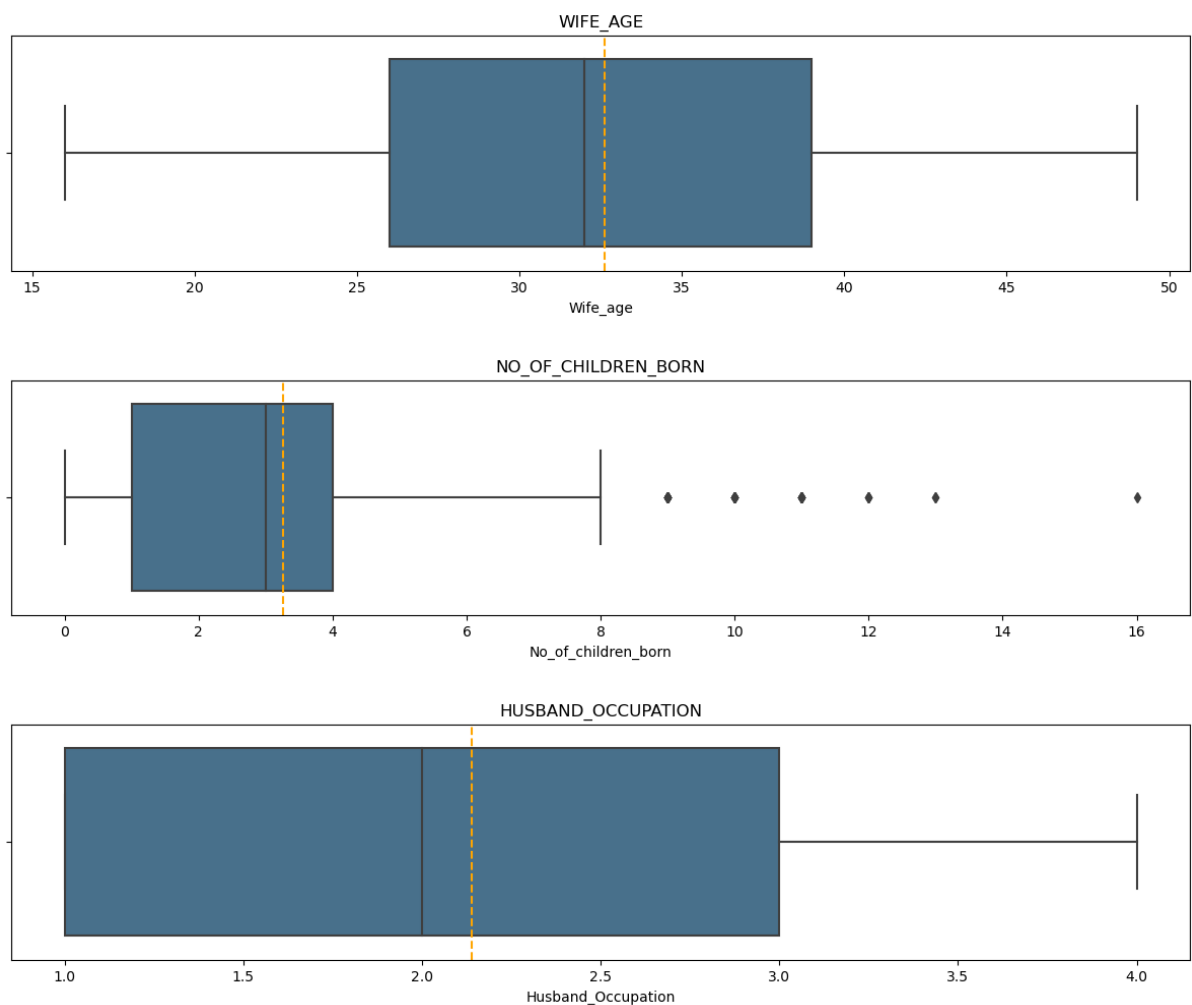 WIFE_AGE
15 20 25 30 35 40 45 50
Wife_age
NO_OF_CHILDREN_BORN
0 2 4 6 8 10 12 14 16
No_of_children_born
HUSBAND_OCCUPATION
1.0 1.5 2.0 2.5 3.0 3.5 4.0
Husband_Occupation